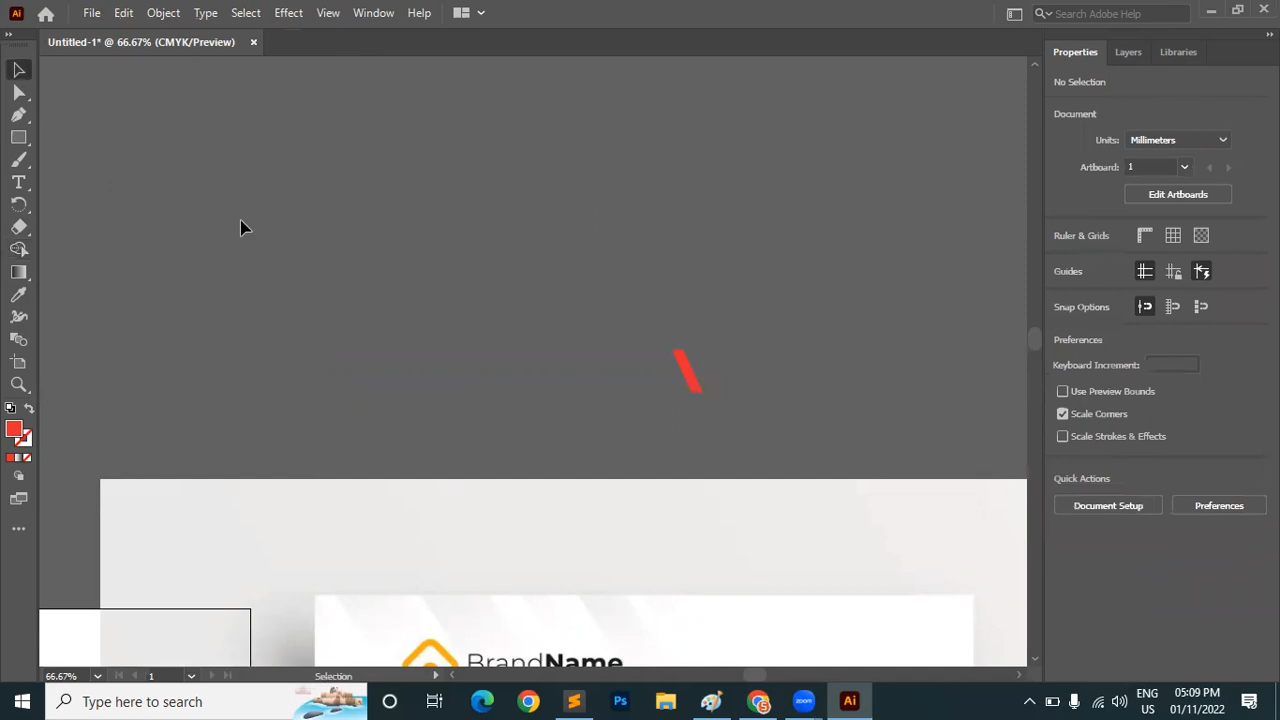 Ai File Edit Object Type Select Effect View Window Help Search Adobe Help
Untitled-1* @ 66.67% (CMYK/Preview) ×
Properties Layers Libraries
No Selection
Document
Units: Millimeters
Artboard: 1
Edit Artboards
Ruler & Grids
Guides
Snap Options
Preferences
Keyboard Increment:
Use Preview Bounds
Scale Corners
Scale Strokes & Effects
Quick Actions
Document Setup Preferences
BrandName
66.67% 1 Selection
Type here to search
Ps
Ai
ENG
US
05:09 PM
01/11/2022